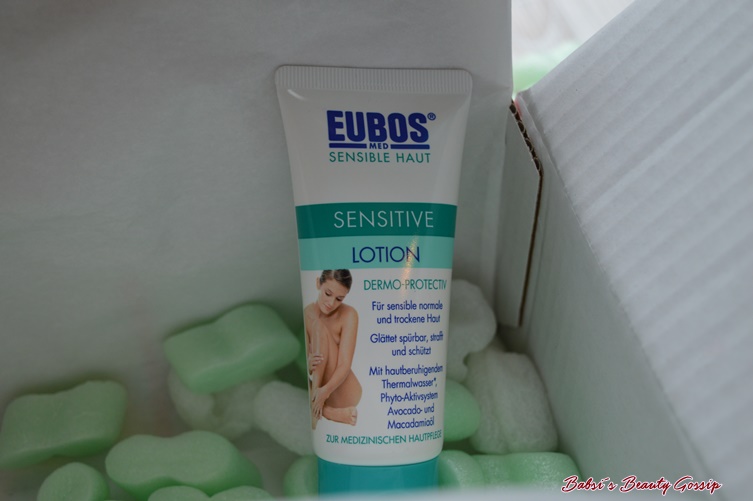 EUBOS®
MED
SENSIBLE HAUT
SENSITIVE
LOTION
DERMO-PROTECTIV
Für sensible normale
und trockene Haut
Glättet spürbar, strafft
und schützt
Mit hautberuhigendem
Thermalwasser*,
Phyto-Aktivsystem
Avocado- und
Macadamiaöl
ZUR MEDIZINISCHEN HAUTPFLEGE
Babsi´s Beauty Gossip